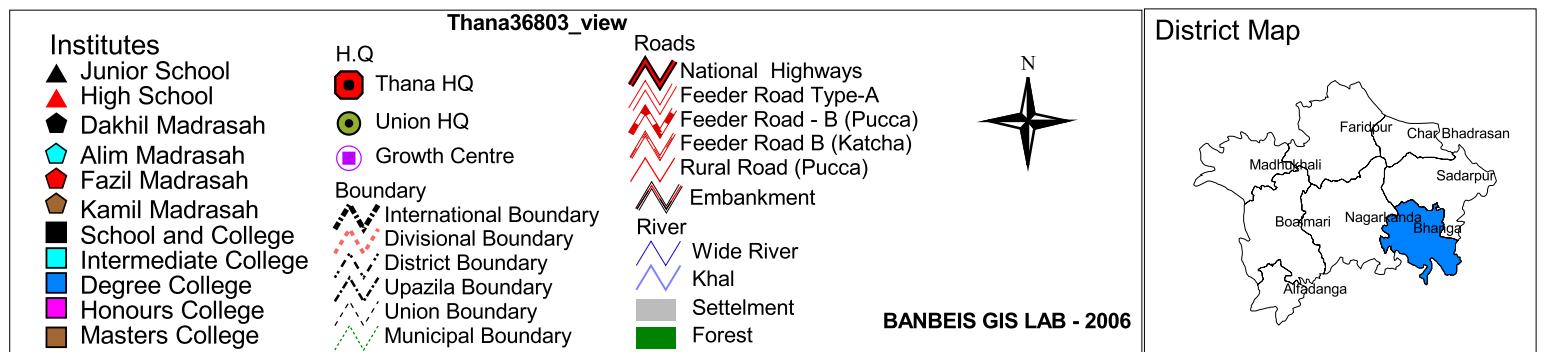 Thana36803_view
Institutes
Junior School
High School
Dakhil Madrasah
Alim Madrasah
Fazil Madrasah
Kamil Madrasah
School and College
Intermediate College
Degree College
Honours College
Masters College
H.Q
Thana HQ
Union HQ
Growth Centre
Boundary
International Boundary
Divisional Boundary
District Boundary
Upazila Boundary
Union Boundary
Municipal Boundary
Roads
National Highways
Feeder Road Type-A
Feeder Road - B (Pucca)
Feeder Road B (Katcha)
Rural Road (Pucca)
Embankment
River
Wide River
Khal
Settelment
Forest
N
BANBEIS GIS LAB - 2006
District Map
Faridpur
Char Bhadrasan
Madhukhali
Sadarpur
Boalmari
Nagarkanda
Bhanga
Alfadanga